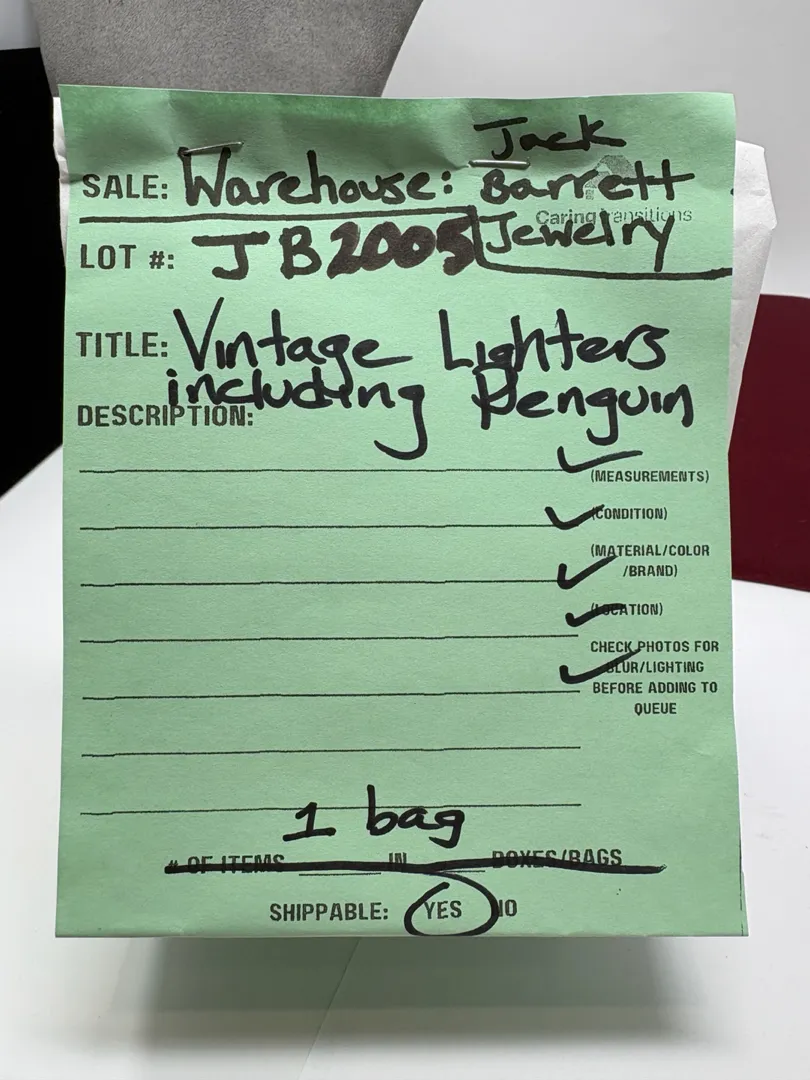 Jack
SALE: Warehouse: Barrett
Caring Transitions
LOT #: JB2005 Jewelry
TITLE: Vintage Lighters
including Penguin
DESCRIPTION:
(MEASUREMENTS)
(CONDITION)
(MATERIAL/COLOR
/BRAND)
(LOCATION)
CHECK PHOTOS FOR
BLUR/LIGHTING
BEFORE ADDING TO
QUEUE
1 bag
# OF ITEMS IN BOXES/BAGS
SHIPPABLE: YES NO